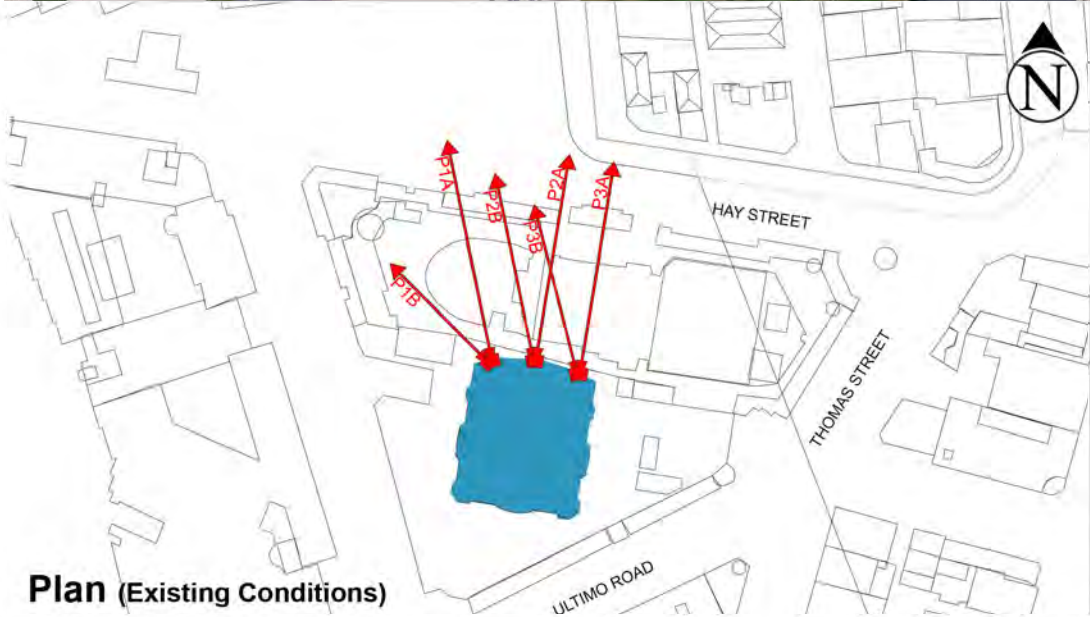 N
P1A
P2B
P2A
P3A
P3B
P1B
HAY STREET
THOMAS STREET
ULTIMO ROAD
Plan (Existing Conditions)